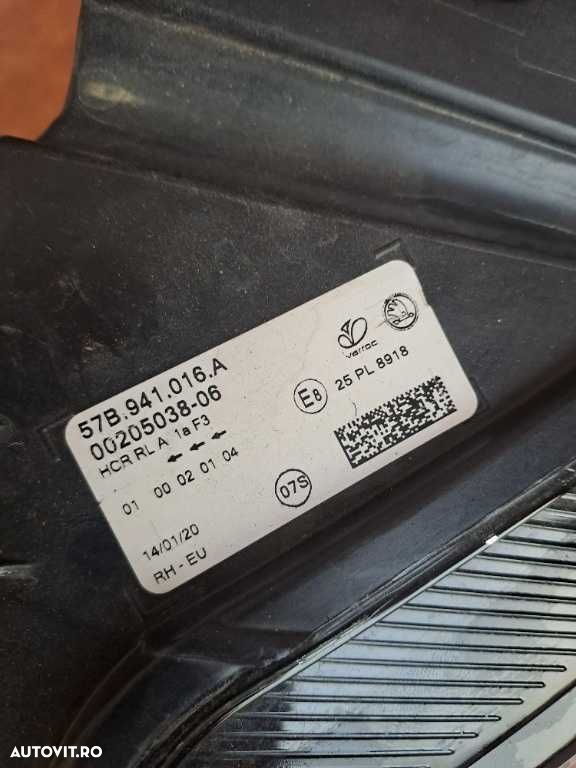 57B.941.016.A
00205038-06
HCR RL A 1a F3
01 00 02 01 04
14/01/20
RH - EU
varroc
E8
25 PL 8918
07S
AUTOVIT.RO